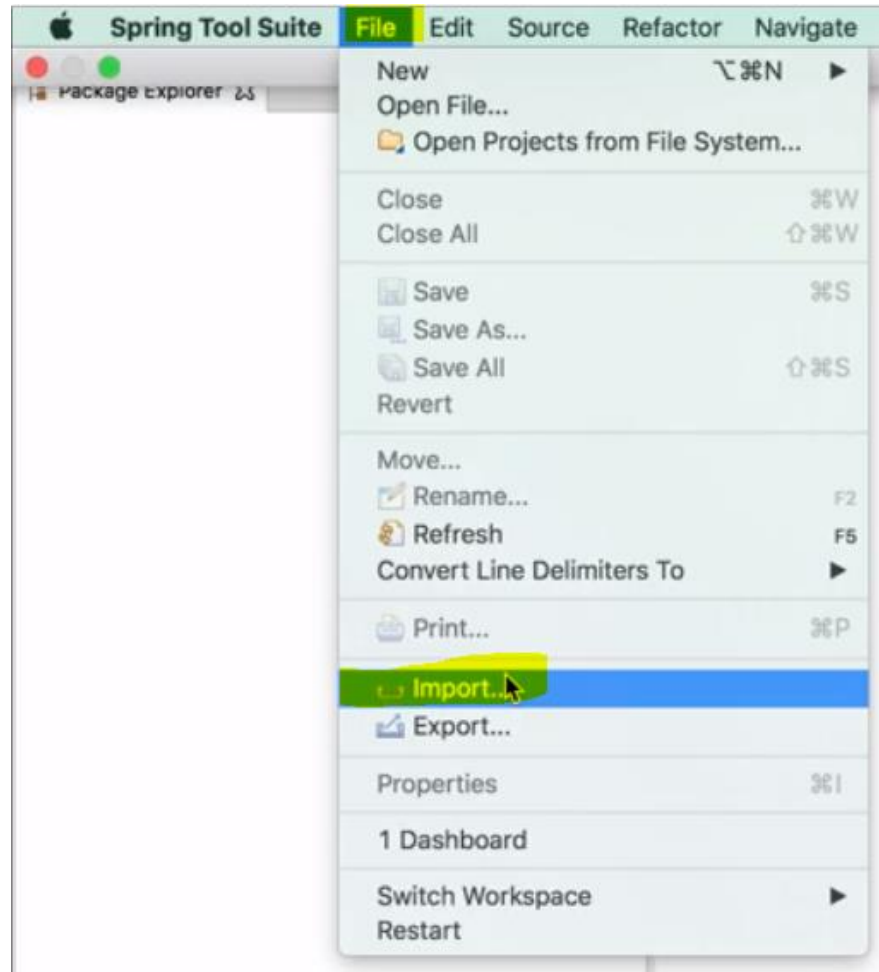 Spring Tool Suite File Edit Source Refactor Navigate
Package Explorer
New ⌥⌘N ▶
Open File...
Open Projects from File System...
Close ⌘W
Close All ⇧⌘W
Save ⌘S
Save As...
Save All ⇧⌘S
Revert
Move...
Rename... F2
Refresh F5
Convert Line Delimiters To ▶
Print... ⌘P
Import...
Export...
Properties ⌘I
1 Dashboard
Switch Workspace ▶
Restart